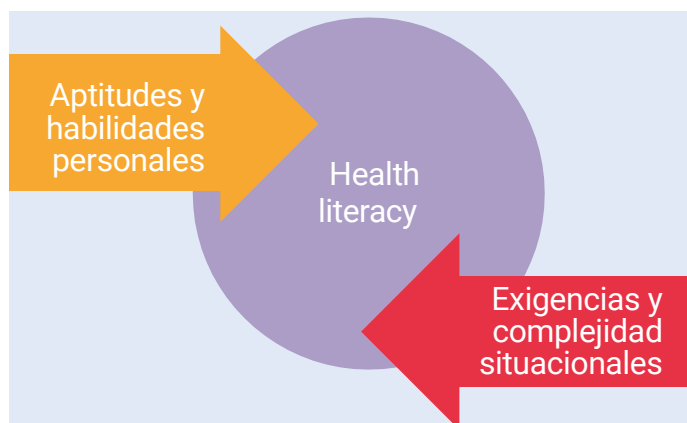 Aptitudes y
habilidades
personales
Health
literacy
Exigencias y
complejidad
situacionales